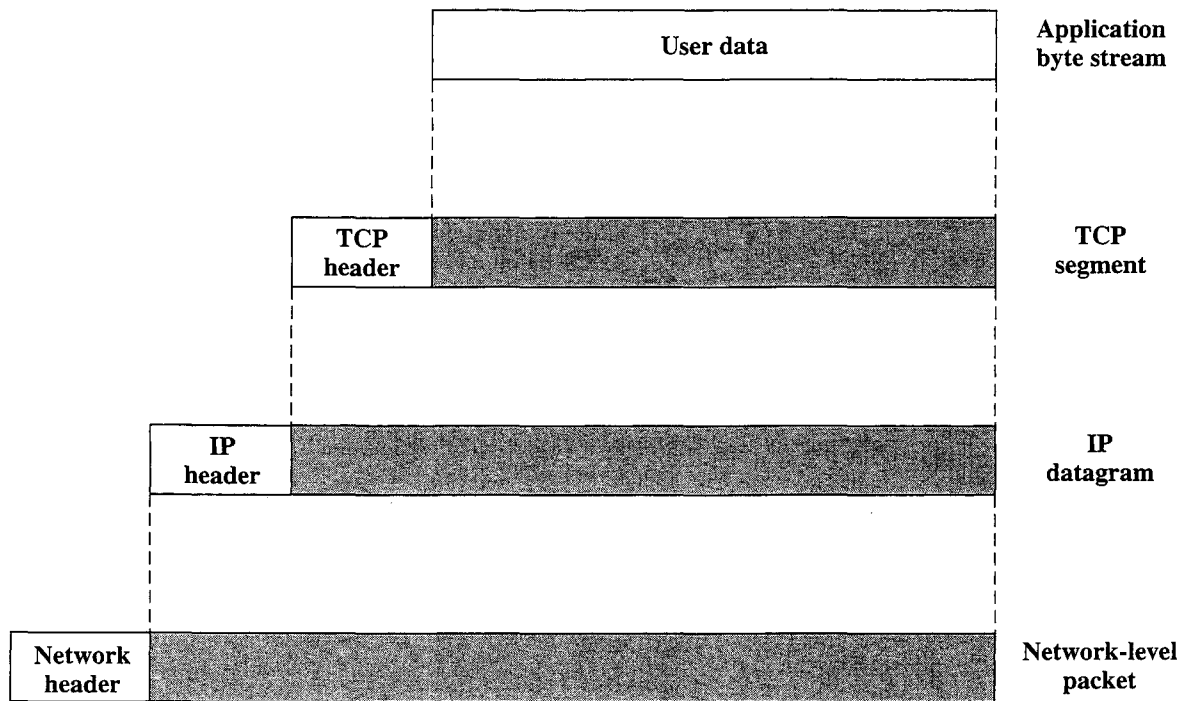 User data
Application
byte stream
TCP
header
TCP
segment
IP
header
IP
datagram
Network
header
Network-level
packet